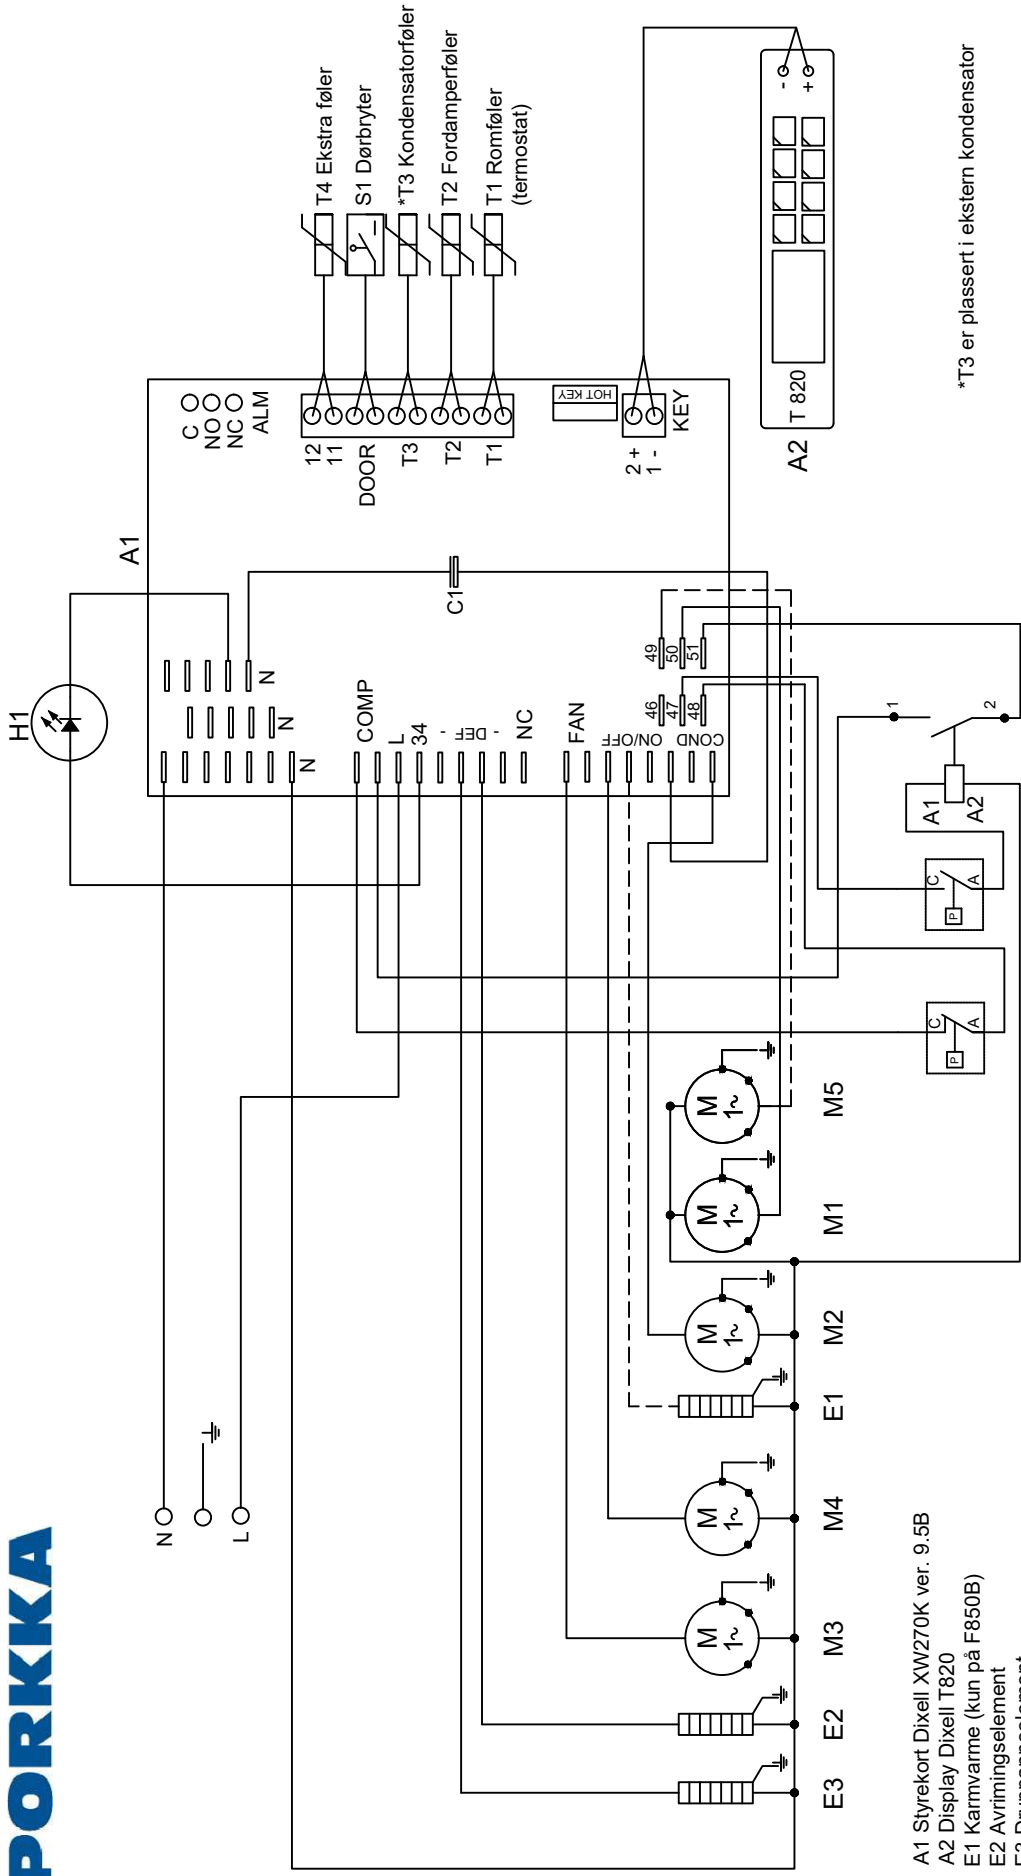 PORKKA
H1
A1
C
NO
NC
ALM
T4 Ekstra føler
S1 Dørbryter
*T3 Kondensatorføler
T2 Fordamperføler
T1 Romføler
(termostat)
12
11
DOOR
T3
T2
T1
HOT KEY
2 +
1 -
KEY
A2
T 820
-
+
*T3 er plassert i ekstern kondensator
N
N
N
C1
COMP
L
34
- DEF -
NC
FAN
ON/OFF
COND
46
47
48
49
50
51
N
L
1
2
A1
A2
C
A
P
C
A
P
M
1~
M
1~
M
1~
M
1~
M
1~
E3
E2
M3
M4
E1
M2
M1
M5
A1 Styrekort Dixell XW270K ver. 9.5B
A2 Display Dixell T820
E1 Karmvarme (kun på F850B)
E2 Avrimingselement